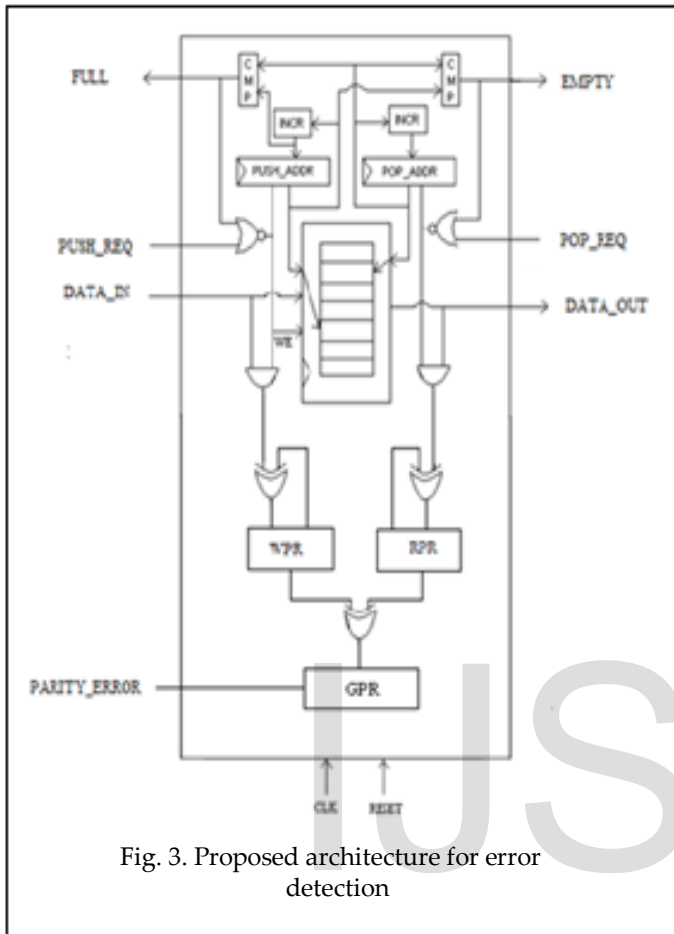 C
M
P
C
M
P
FULL
EMPTY
INCR
INCR
PUSH_ADDR
POP_ADDR
PUSH_REQ
POP_REQ
DATA_IN
DATA_OUT
WE
WPR
RPR
PARITY_ERROR
GPR
CLK
RESET
IJS
Fig. 3. Proposed architecture for error
detection